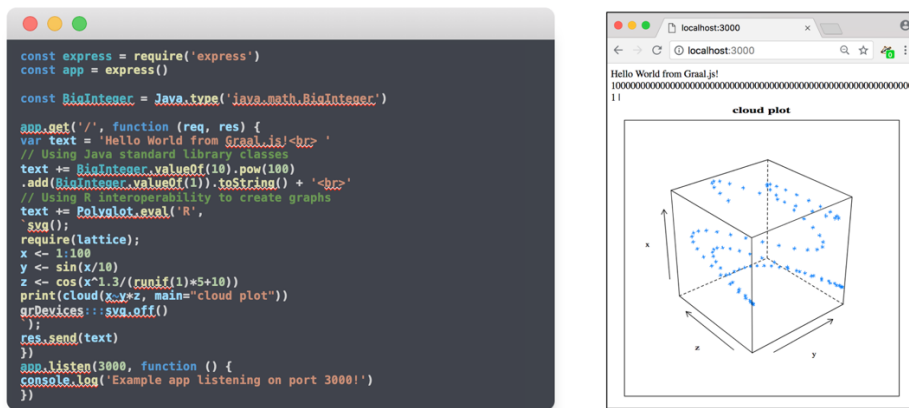 const express = require('express')
const app = express()
const BigInteger = Java.type('java.math.BigInteger')
app.get('/', function (req, res) {
var text = 'Hello World from Graal.js!<br> '
// Using Java standard library classes
text += BigInteger.valueOf(10).pow(100)
.add(BigInteger.valueOf(1)).toString() + '<br>'
// Using R interoperability to create graphs
text += Polyglot.eval('R',
`svg();
require(lattice);
x <- 1:100
y <- sin(x/10)
z <- cos(x^1.3/(runif(1)*5+10))
print(cloud(x~y*z, main="cloud plot"))
grDevices:::svg.off()
`);
res.send(text)
})
app.listen(3000, function () {
console.log('Example app listening on port 3000!')
})
localhost:3000
localhost:3000
Hello World from Graal.js!
1 |
cloud plot
x
z
y